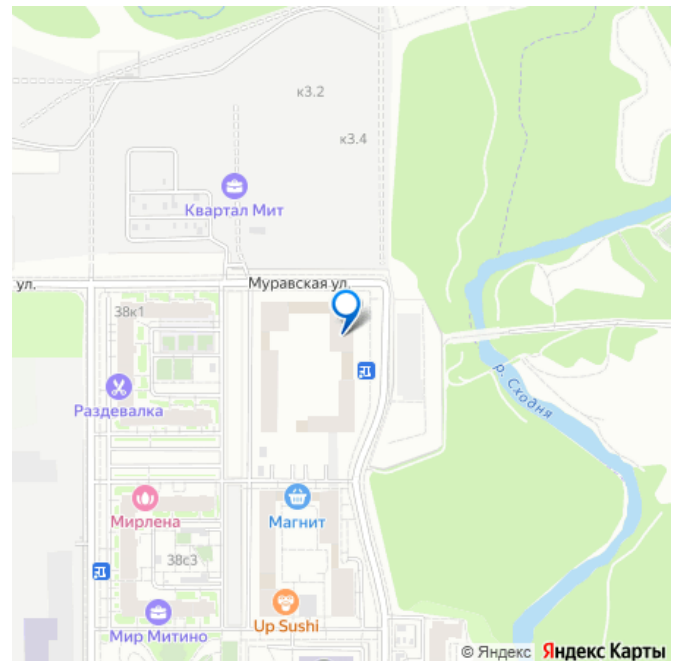 к3.2
к3.4
Квартал Мит
Муравская ул.
ул.
38к1
Раздевалка
р. Сходня
Мирлена
Магнит
38с3
Up Sushi
Мир Митино
© Яндекс Яндекс Карты